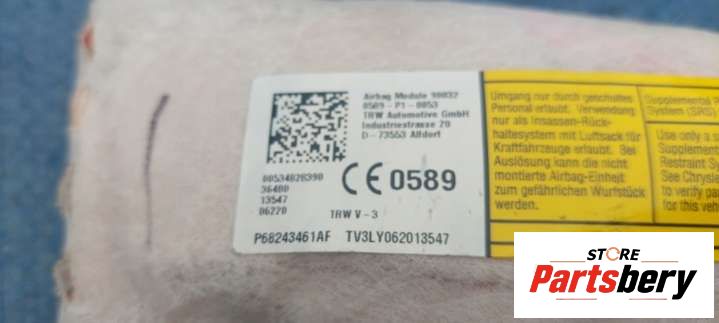 Airbag Module 90032
0589 - P1 - 0053
TRW Automotive GmbH
Industriestrasse 20
D - 73553 Alfdorf
00534828390
36400
13547
06220
CE 0589
TRW V - 3
P68243461AF TV3LY062013547
Umgang nur durch geschultes
Personal erlaubt. Verwendung
nur als Insassen-Rück-
haltesystem mit Luftsack für
Kraftfahrzeuge erlaubt. Bei
Auslösung kann die nicht
montierte Airbag-Einheit
zum gefährlichen Wurfstück
werden.
Supplemental
System (SRS)
Use only a
Supplement
Restraint S
See Chrysle
to verify pa
for this veh
STORE
Partsbery